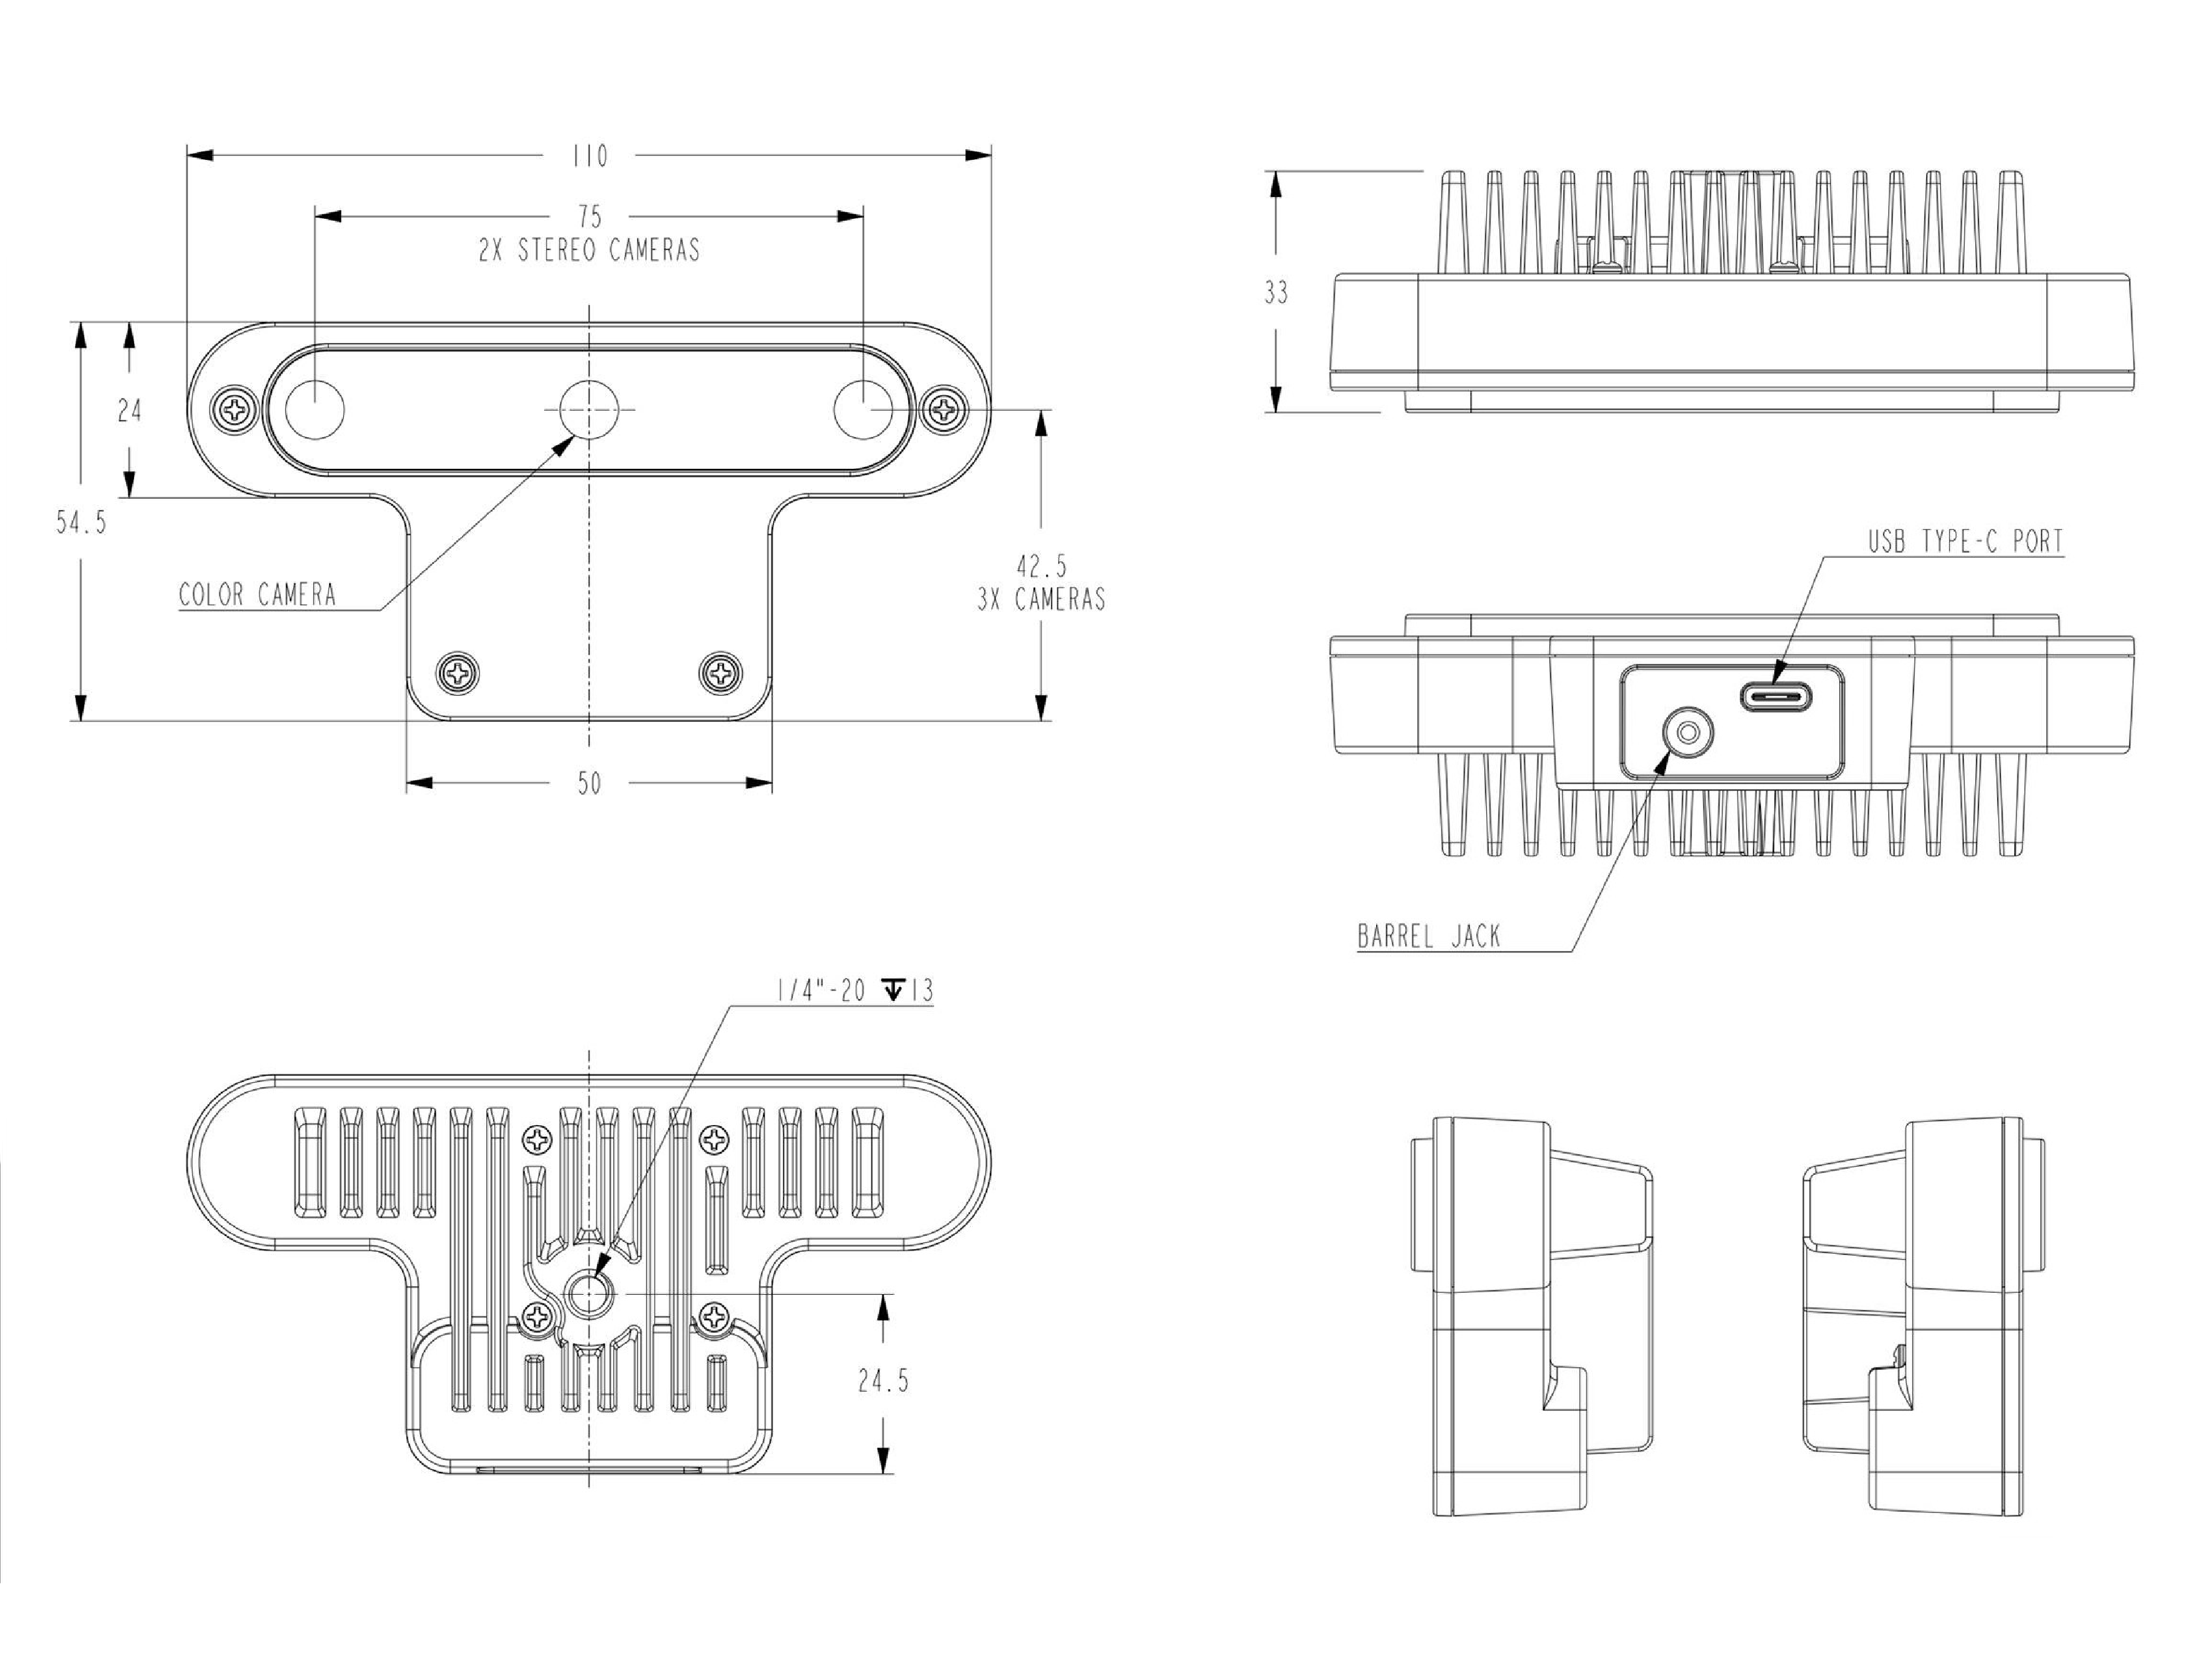 110
75
2X STEREO CAMERAS
24
54.5
COLOR CAMERA
42.5
3X CAMERAS
50
33
USB TYPE-C PORT
BARREL JACK
1/4"-20 ↧13
24.5